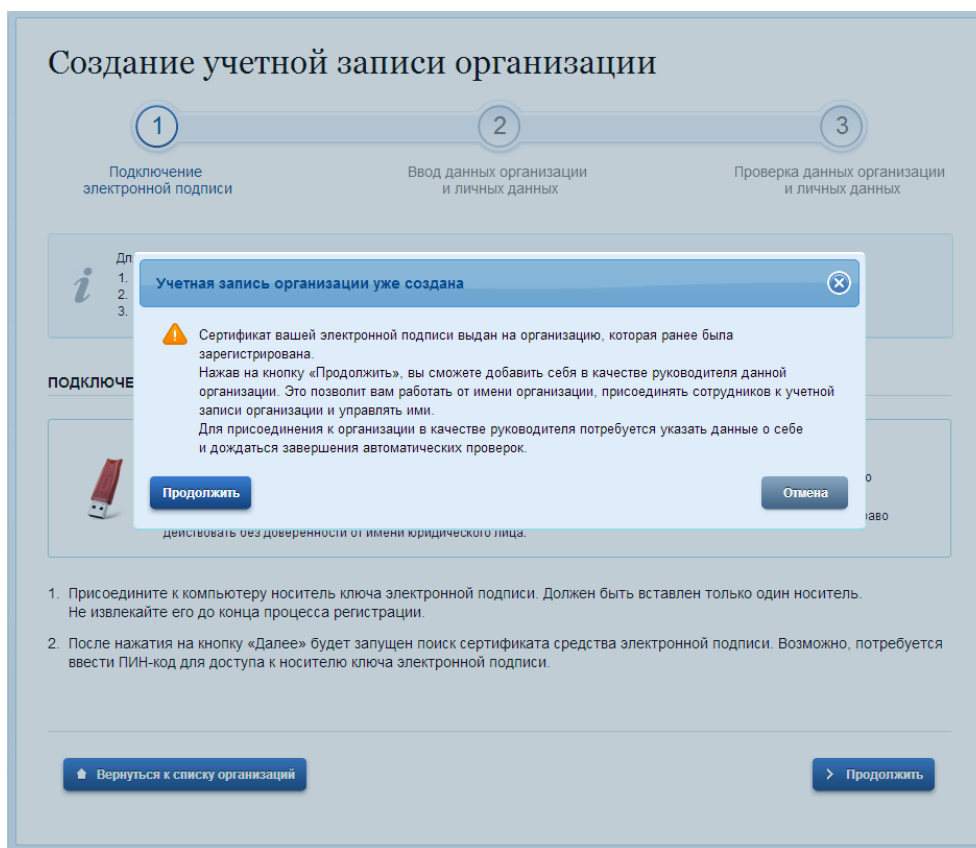 Создание учетной записи организации
1
2
3
Подключение
электронной подписи
Ввод данных организации
и личных данных
Проверка данных организации
и личных данных
1.
2.
3.
Учетная запись организации уже создана
Сертификат вашей электронной подписи выдан на организацию, которая ранее была
зарегистрирована.
Нажав на кнопку «Продолжить», вы сможете добавить себя в качестве руководителя данной
организации. Это позволит вам работать от имени организации, присоединять сотрудников к учетной
записи организации и управлять ими.
Для присоединения к организации в качестве руководителя потребуется указать данные о себе
и дождаться завершения автоматических проверок.
Продолжить
Отмена
действовать без доверенности от имени юридического лица.
1. Присоедините к компьютеру носитель ключа электронной подписи. Должен быть вставлен только один носитель.
Не извлекайте его до конца процесса регистрации.
2. После нажатия на кнопку «Далее» будет запущен поиск сертификата средства электронной подписи. Возможно, потребуется
ввести ПИН-код для доступа к носителю ключа электронной подписи.
Вернуться к списку организаций
Продолжить